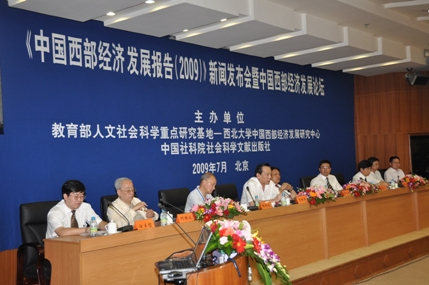 《中国西部经济发展报告(2009)》新闻发布会暨中国西部经济发展论坛
主办单位
教育部人文社会科学重点研究基地—西北大学中国西部经济发展研究中心
中国社科院社会科学文献出版社
2009年7月 北京